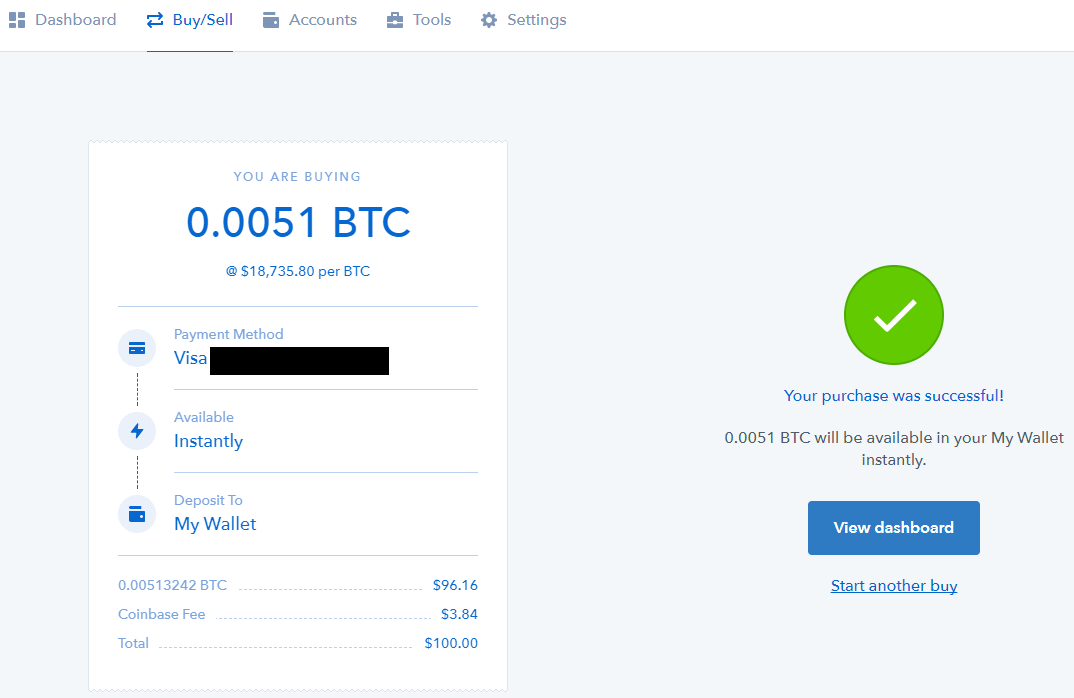 Dashboard Buy/Sell Accounts Tools Settings
YOU ARE BUYING
0.0051 BTC
@ $18,735.80 per BTC
Payment Method
Visa
Available
Instantly
Deposit To
My Wallet
0.00513242 BTC $96.16
Coinbase Fee $3.84
Total $100.00
Your purchase was successful!
0.0051 BTC will be available in your My Wallet
instantly.
View dashboard
Start another buy